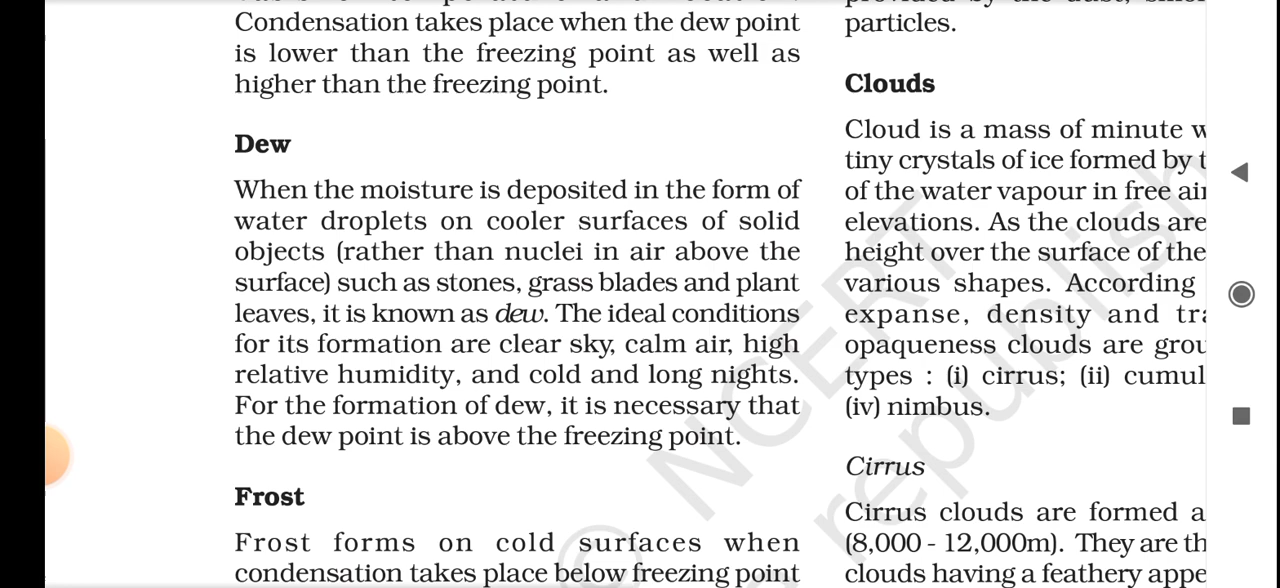 Condensation takes place when the dew point
is lower than the freezing point as well as
higher than the freezing point.
Dew
When the moisture is deposited in the form of
water droplets on cooler surfaces of solid
objects (rather than nuclei in air above the
surface) such as stones, grass blades and plant
leaves, it is known as dew. The ideal conditions
for its formation are clear sky, calm air, high
relative humidity, and cold and long nights.
For the formation of dew, it is necessary that
the dew point is above the freezing point.
Frost
Frost forms on cold surfaces when
condensation takes place below freezing point
particles.
Clouds
Cloud is a mass of minute
tiny crystals of ice formed by
of the water vapour in free air
elevations. As the clouds are
height over the surface of the
various shapes. According
expanse, density and
opaqueness clouds are
types : (i) cirrus; (ii)
(iv) nimbus.
Cirrus
Cirrus clouds are formed a
(8,000 - 12,000m). They are
clouds having a feathery
© NCERT
republish